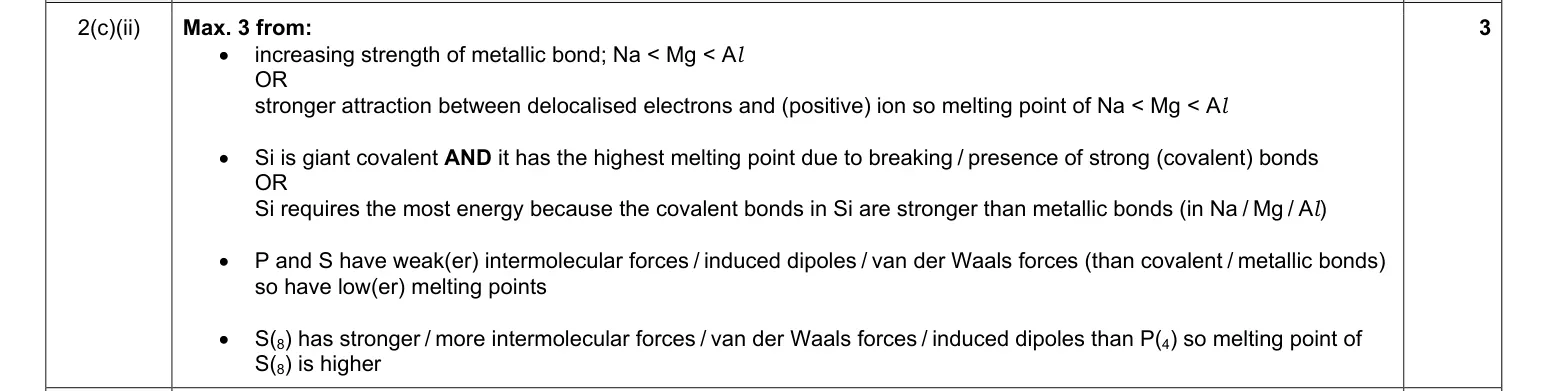 2(c)(ii) Max. 3 from: 3
• increasing strength of metallic bond; Na < Mg < Al
OR
stronger attraction between delocalised electrons and (positive) ion so melting point of Na < Mg < Al
• Si is giant covalent AND it has the highest melting point due to breaking / presence of strong (covalent) bonds
OR
Si requires the most energy because the covalent bonds in Si are stronger than metallic bonds (in Na / Mg / Al)
• P and S have weak(er) intermolecular forces / induced dipoles / van der Waals forces (than covalent / metallic bonds)
so have low(er) melting points
• S(₈) has stronger / more intermolecular forces / van der Waals forces / induced dipoles than P(₄) so melting point of
S(₈) is higher